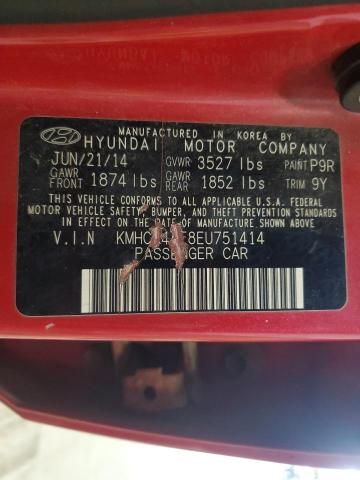 HYUNDAI MOTOR
MANUFACTURED IN KOREA BY
HYUNDAI MOTOR COMPANY
JUN/21/14 GVWR 3527 lbs PAINT P9R
GAWR FRONT 1874 lbs GAWR REAR 1852 lbs TRIM 9Y
THIS VEHICLE CONFORMS TO ALL APPLICABLE U.S.A. FEDERAL
MOTOR VEHICLE SAFETY, BUMPER, AND THEFT PREVENTION
STANDARDS IN EFFECT ON THE DATE OF MANUFACTURE SHOWN ABOVE.
V.I.N
PASSENGER CAR